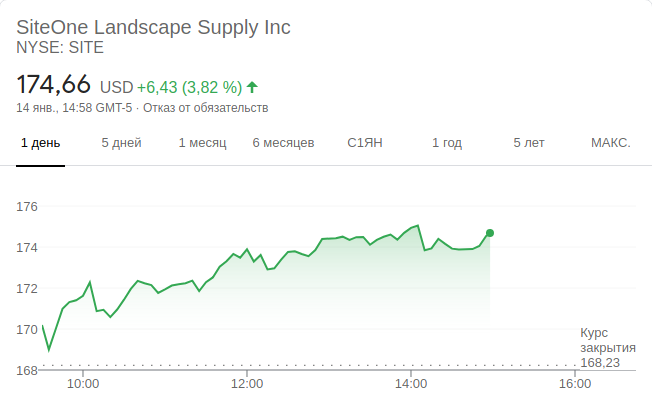 SiteOne Landscape Supply Inc
NYSE: SITE
174,66 USD +6,43 (3,82 %)
14 янв., 14:58 GMT-5 · Отказ от обязательств
1 день 5 дней 1 месяц 6 месяцев С1ЯН 1 год 5 лет МАКС.
176
174
172
170
Курс
закрытия
168,23
168
10:00 12:00 14:00 16:00